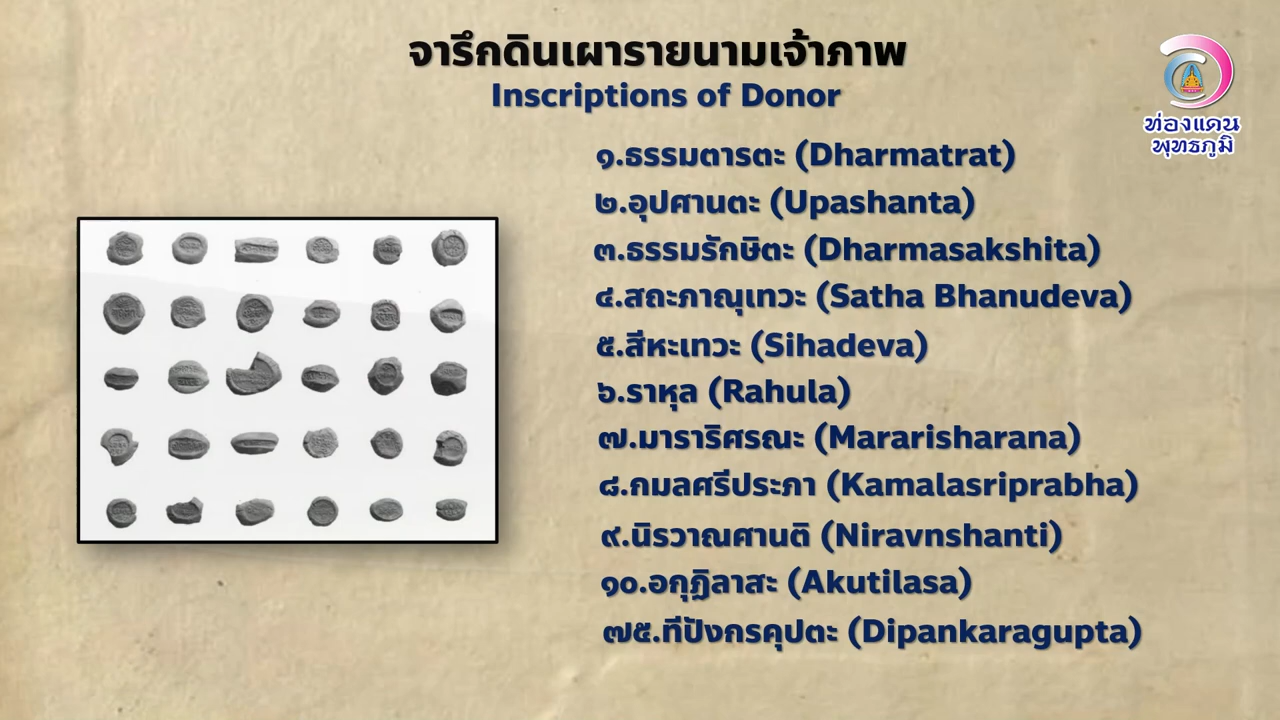 จารึกดินเผารายนามเจ้าภาพ
Inscriptions of Donor
ท่องแดน
พุทธภูมิ
๑.ธรรมตารตะ (Dharmatrat)
๒.อุปศานตะ (Upashanta)
๓.ธรรมรักษิตะ (Dharmasakshita)
๔.สถะภาณุเทวะ (Satha Bhanudeva)
๕.สีหะเทวะ (Sihadeva)
๖.ราหุล (Rahula)
๗.มาราริศรณะ (Mararisharana)
๘.กมลศรีประภา (Kamalasriprabha)
๙.นิรวาณศานติ (Niravnshanti)
๑๐.อกุฏิลาสะ (Akutilasa)
๗๕.ทีปังกรคุปตะ (Dipankaragupta)